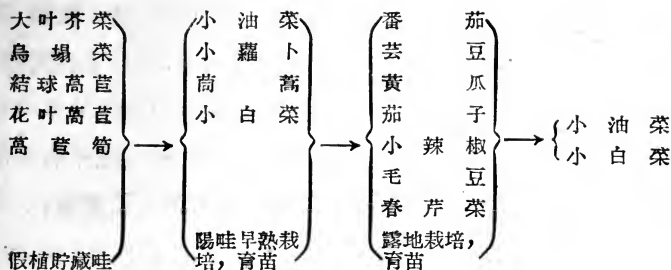 大叶芥菜
烏塌菜
結球萵苣
花叶萵苣
萵苣筍
假植貯藏畦
小油菜
小蘿卜
茼蒿
小白菜
陽畦早熟栽
培，育苗
番茄
芸豆
黃瓜
茄子
小辣椒
毛豆
春芹菜
露地栽培，
育苗
小油菜
小白菜